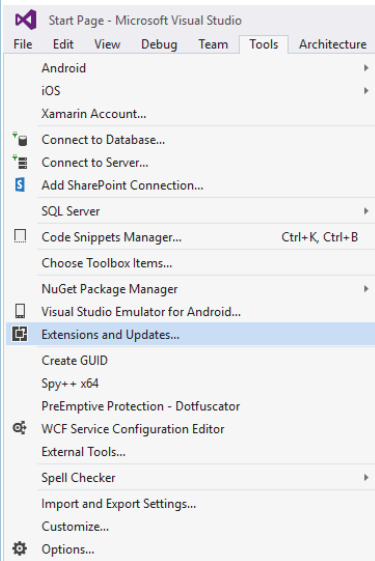 Start Page - Microsoft Visual Studio
File Edit View Debug Team Tools Architecture
Android
iOS
Xamarin Account...
Connect to Database...
Connect to Server...
Add SharePoint Connection...
SQL Server
Code Snippets Manager... Ctrl+K, Ctrl+B
Choose Toolbox Items...
NuGet Package Manager
Visual Studio Emulator for Android...
Extensions and Updates...
Create GUID
Spy++ x64
PreEmptive Protection - Dotfuscator
WCF Service Configuration Editor
External Tools...
Spell Checker
Import and Export Settings...
Customize...
Options...